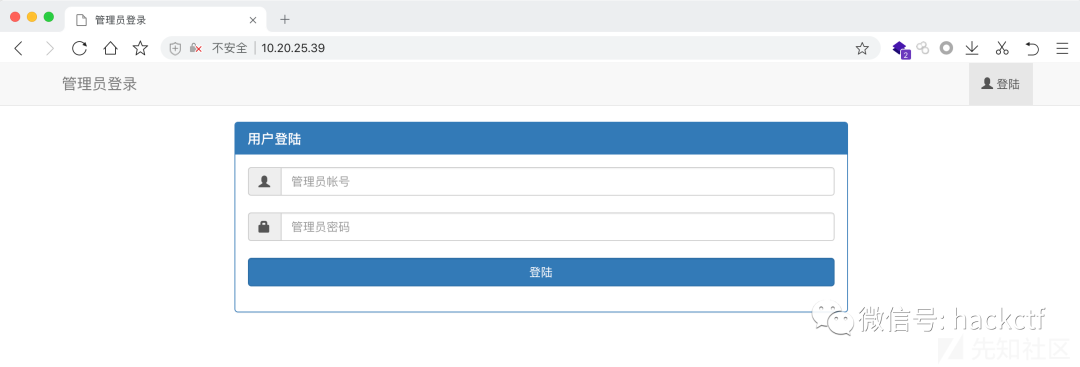 管理员登录
不安全 10.20.25.39
2
管理员登录
登陆
用户登陆
管理员帐号
管理员密码
登陆
微信号: hackctf
先知社区